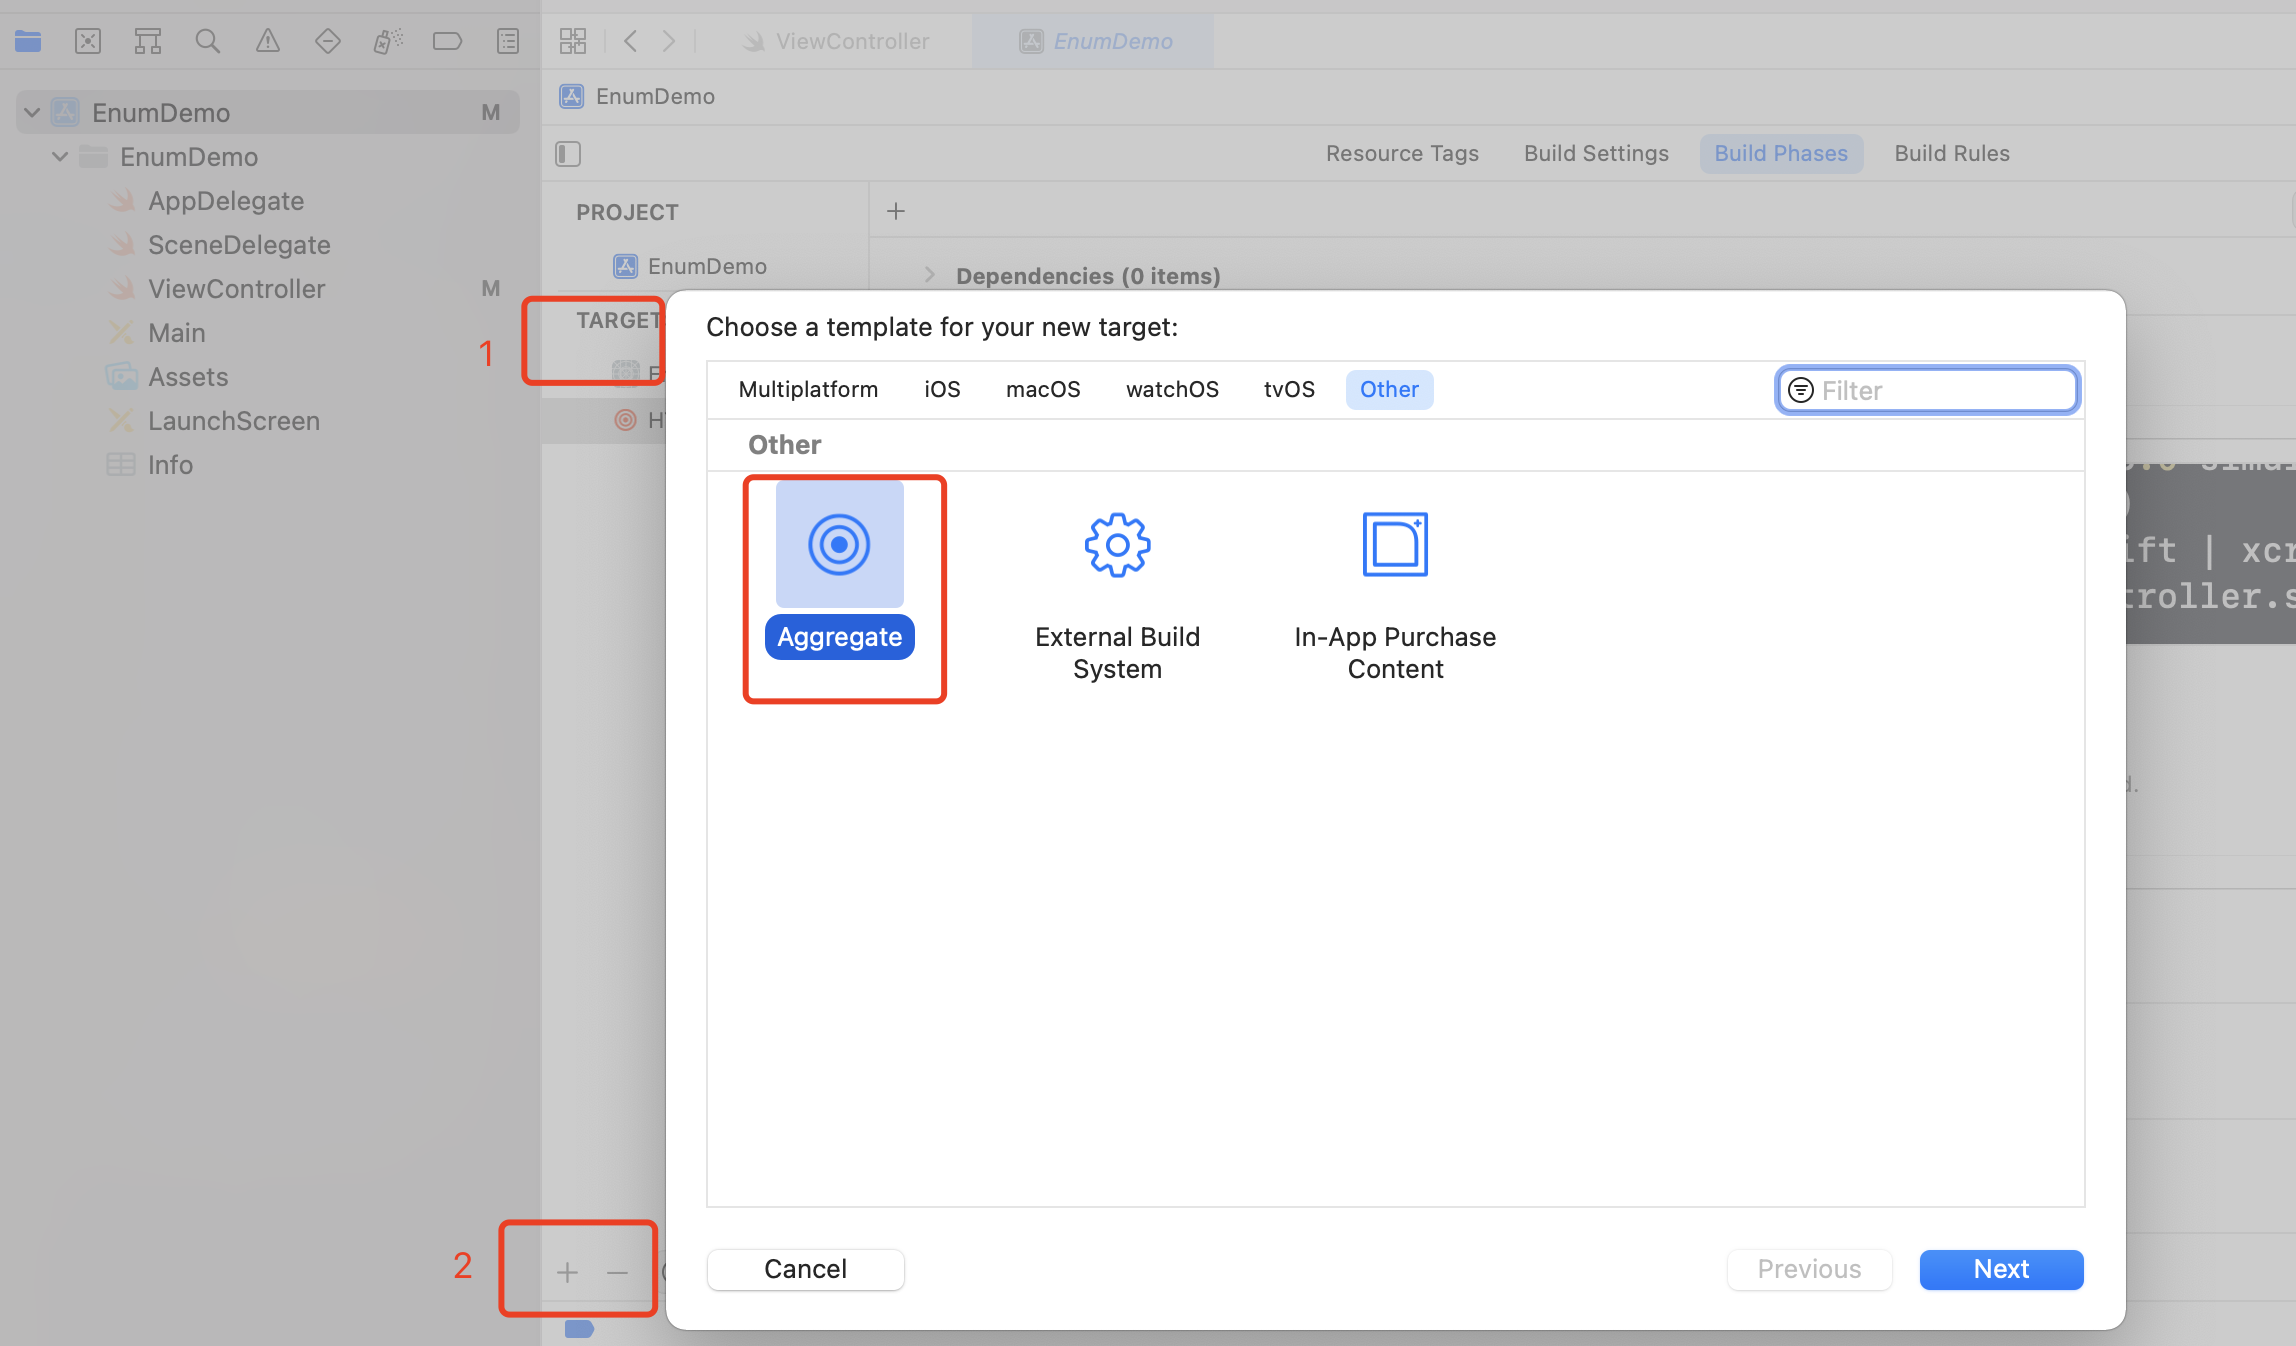 ViewController
EnumDemo
EnumDemo
EnumDemo M
EnumDemo
AppDelegate
SceneDelegate
ViewController M
Main
Assets
LaunchScreen
Info
Resource Tags
Build Settings
Build Phases
Build Rules
PROJECT
EnumDemo
Dependencies (0 items)
1
TARGET
Choose a template for your new target:
Multiplatform
iOS
macOS
watchOS
tvOS
Other
Filter
Other
Aggregate
External Build
System
In-App Purchase
Content
ift | xcr
troller.s
d.
2
Cancel
Previous
Next